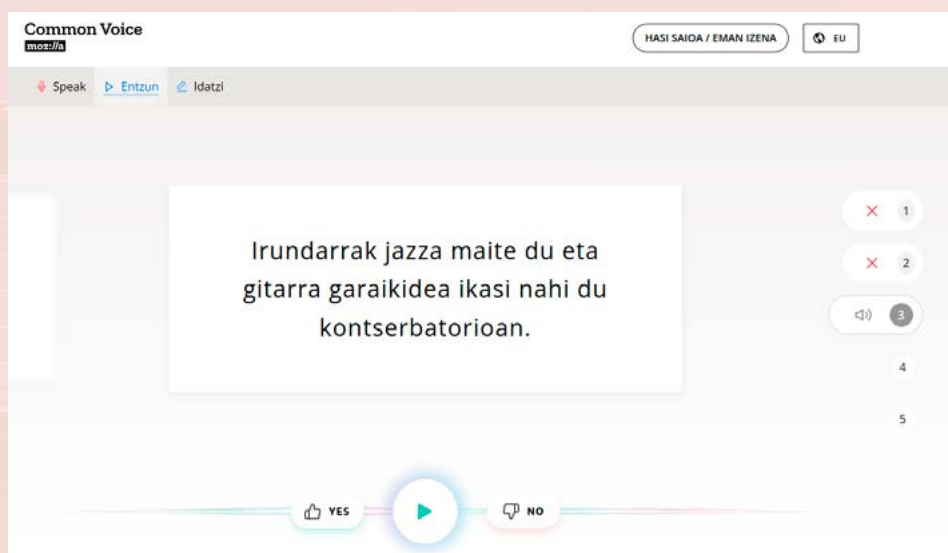 Common Voice
moz://a
HASI SAIOA / EMAN IZENA
EU
Speak
Entzun
Idatzi
Irundarrak jazza maite du eta
gitarra garaikidea ikasi nahi du
kontserbatorioan.
1
2
3
4
5
YES
NO